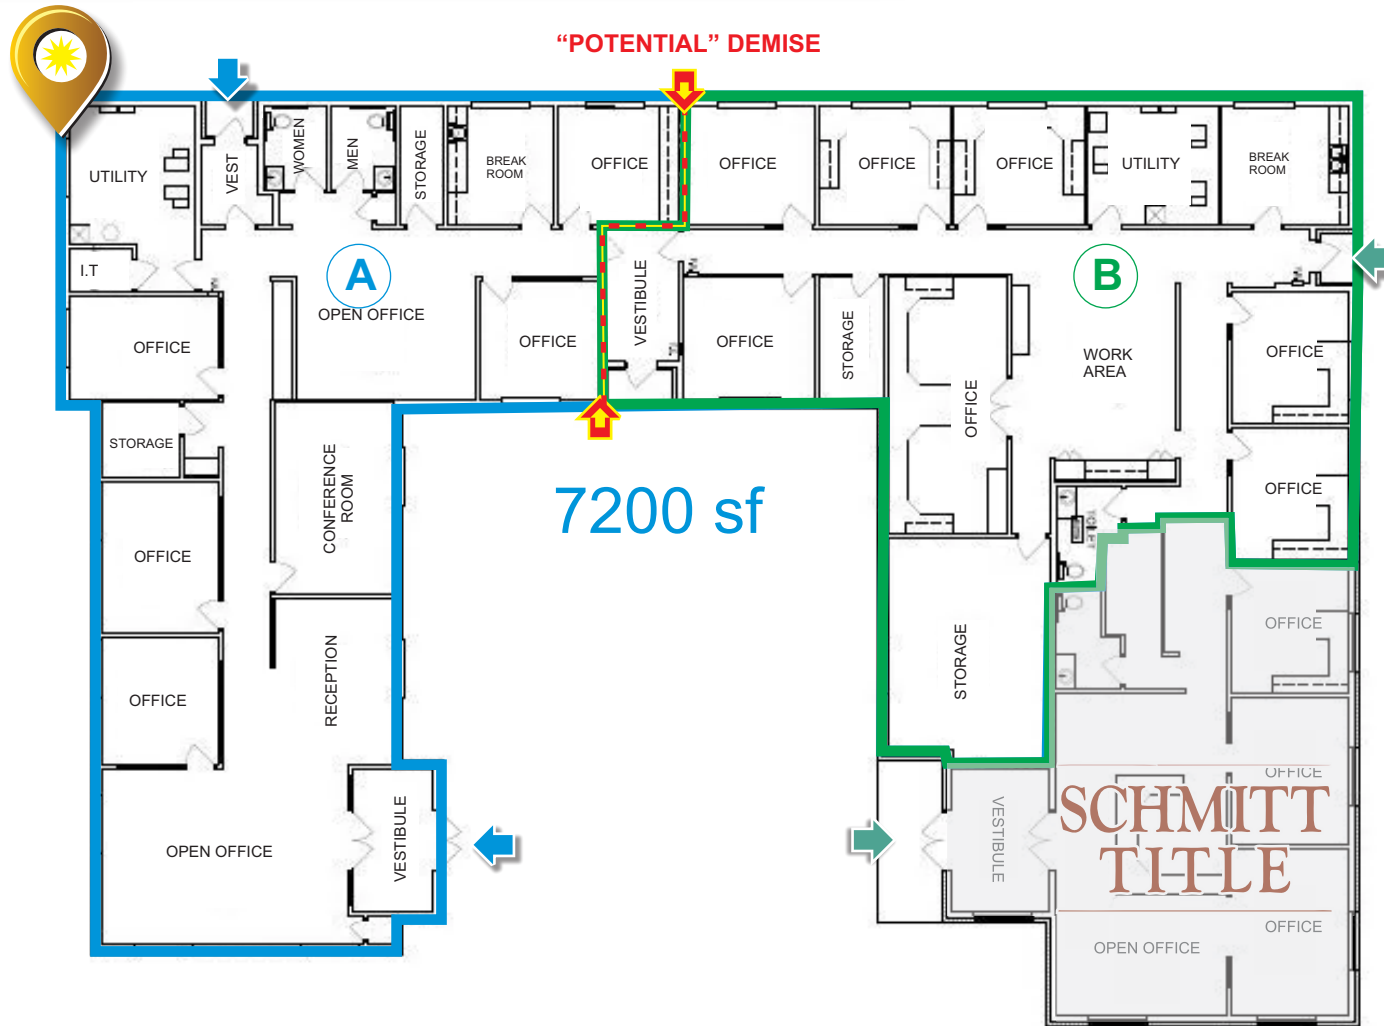 “POTENTIAL” DEMISE
UTILITY
VEST
WOMEN
MEN
STORAGE
BREAK
ROOM
OFFICE
OFFICE
OFFICE
OFFICE
UTILITY
BREAK
ROOM
I.T
A
OPEN OFFICE
OFFICE
OFFICE
VESTIBULE
OFFICE
STORAGE
B
WORK
AREA
OFFICE
OFFICE
STORAGE
CONFERENCE
ROOM
7200 sf
OFFICE
OFFICE
TOILET
OFFICE
RECEPTION
STORAGE
OFFICE
OFFICE
SCHMITT
TITLE
OPEN OFFICE
VESTIBULE
VESTIBULE
OFFICE
OPEN OFFICE